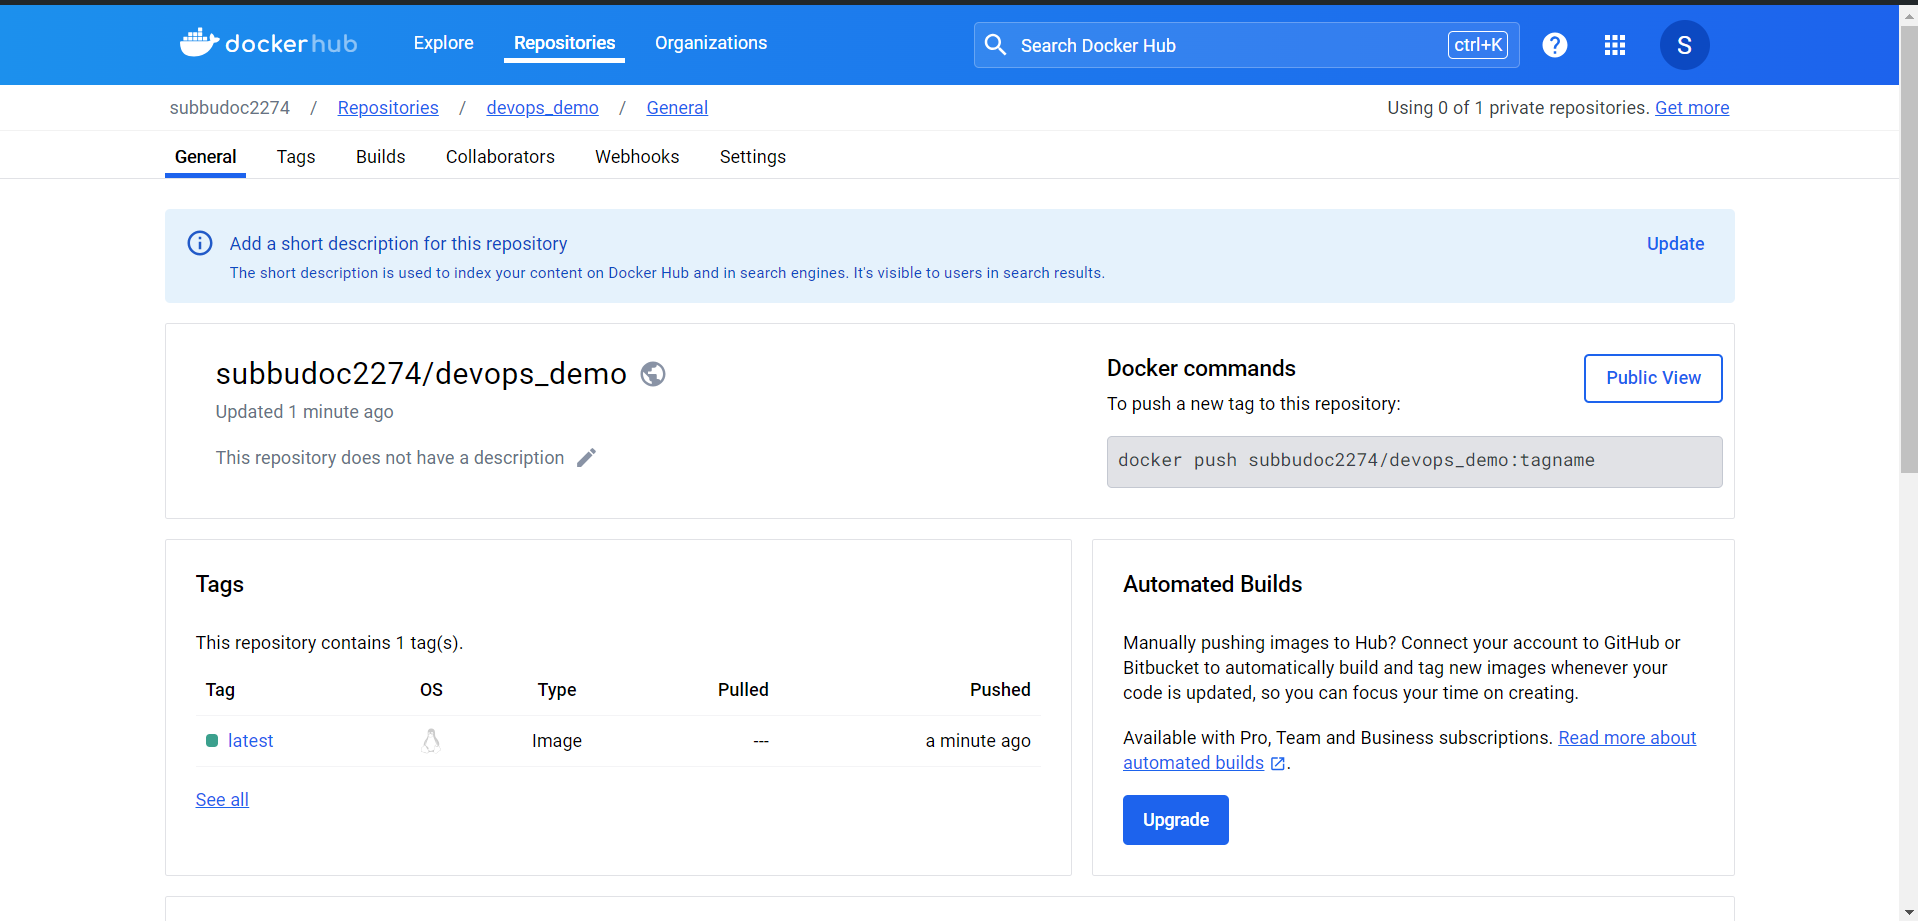 dockerhub Explore Repositories Organizations Search Docker Hub ctrl+K ? S
subbudoc2274 / Repositories / devops_demo / General Using 0 of 1 private repositories. Get more
General Tags Builds Collaborators Webhooks Settings
Add a short description for this repository Update
The short description is used to index your content on Docker Hub and in search engines. It's visible to users in search results.
subbudoc2274/devops_demo
Updated 1 minute ago
This repository does not have a description
Docker commands
Public View
To push a new tag to this repository:
docker push subbudoc2274/devops_demo:tagname
Tags
This repository contains 1 tag(s).
Tag OS Type Pulled Pushed
latest Image --- a minute ago
See all
Automated Builds
Manually pushing images to Hub? Connect your account to GitHub or
Bitbucket to automatically build and tag new images whenever your
code is updated, so you can focus your time on creating.
Available with Pro, Team and Business subscriptions. Read more about
automated builds .
Upgrade